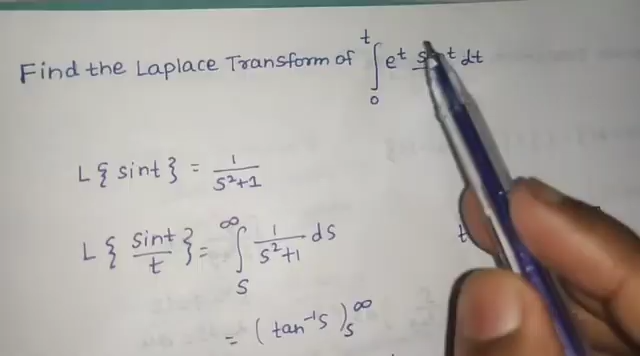 Find the Laplace Transform of ∫₀ᵗ eᵗ t dt
L{sint} = 1/(s²+1)
L{sint/t} = ∫ₛ^∞ 1/(s²+1) ds
= (tan⁻¹s)ₛ^∞